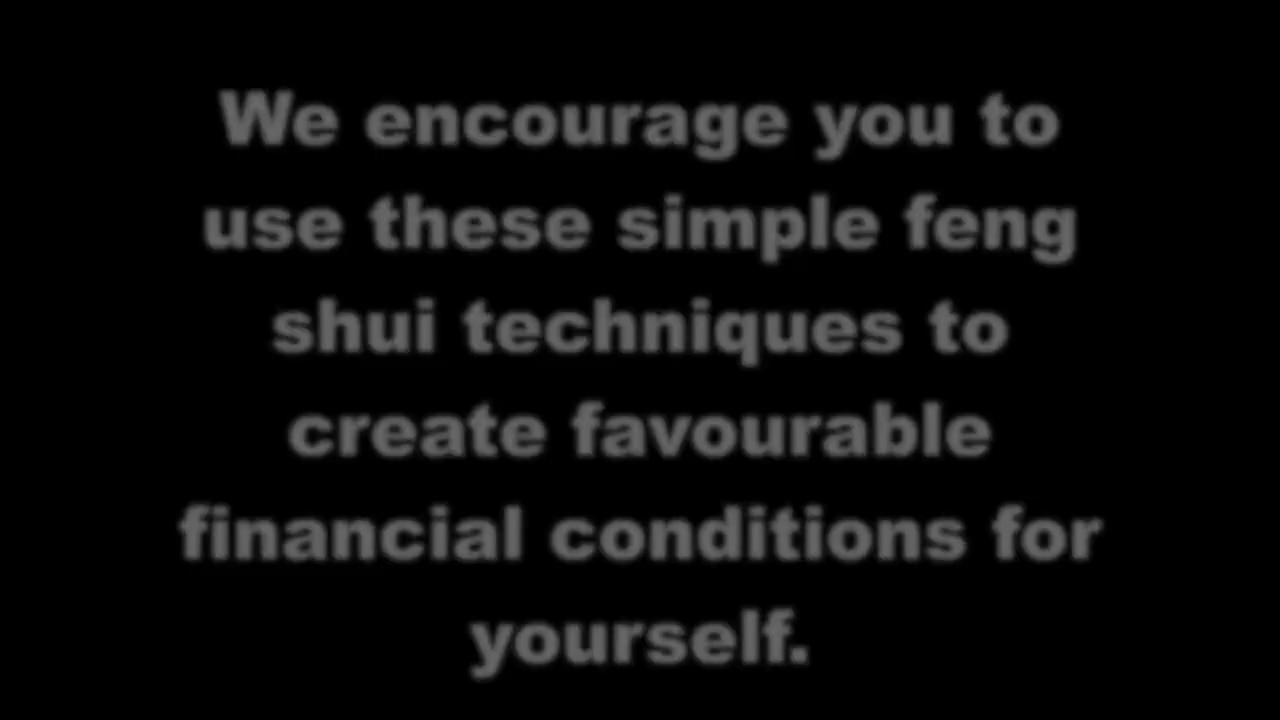 We encourage you to
use these simple feng
shui techniques to
create favourable
financial conditions for
yourself.